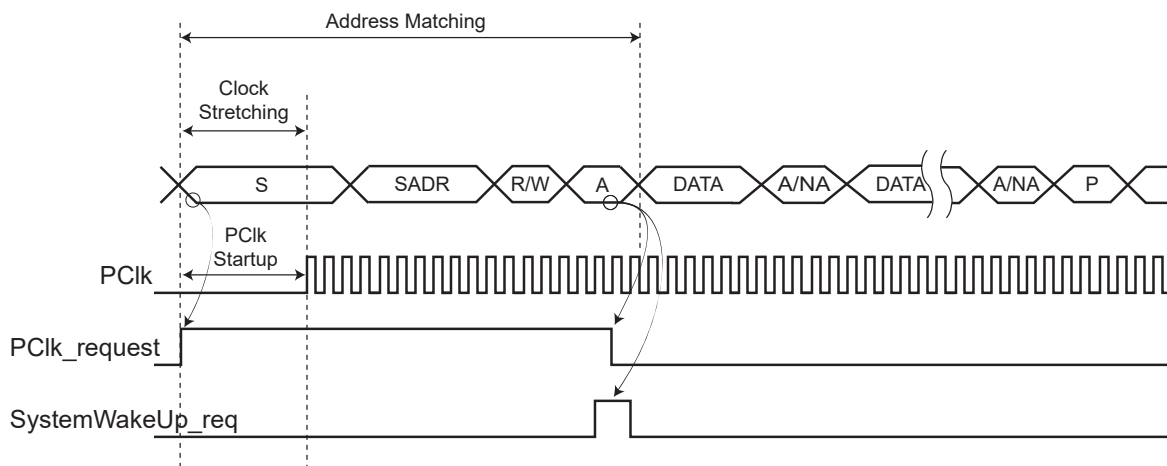 Address Matching
Clock
Stretching
S SADR R/W A DATA A/NA DATA A/NA P
PClk
Startup
PClk
PClk_request
SystemWakeUp_req